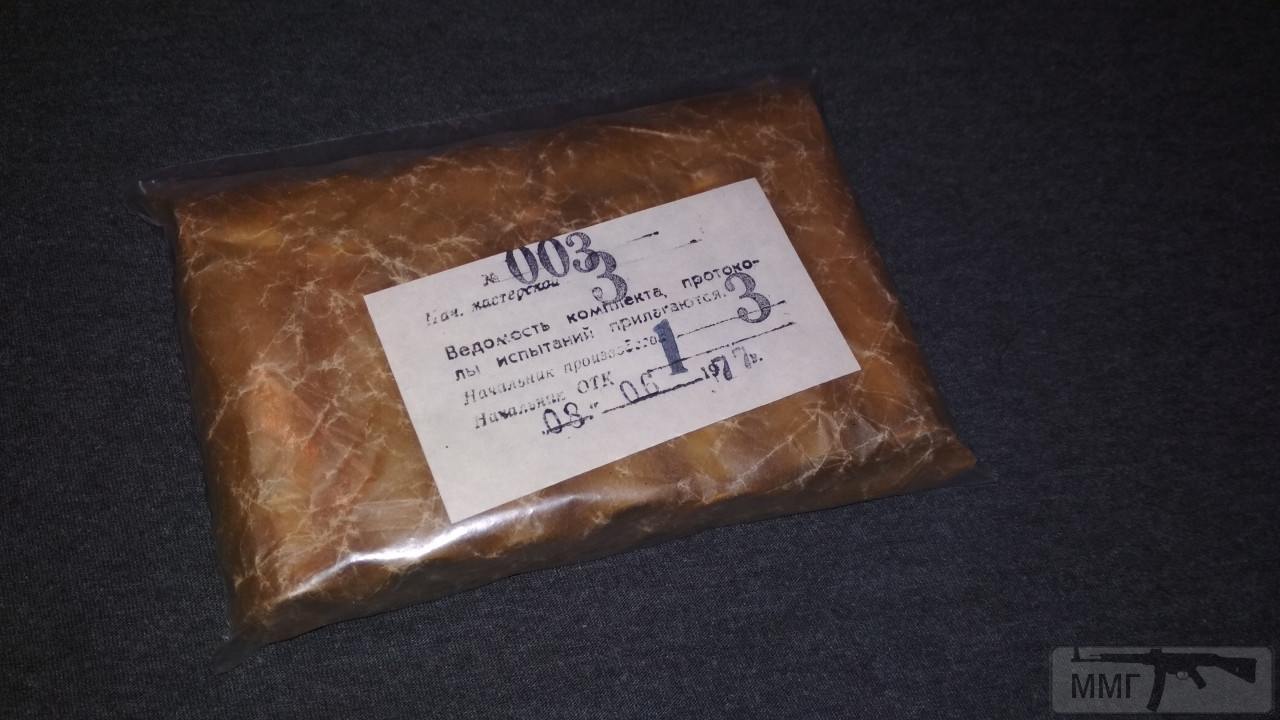 № 003
3
Нач. мастерской
Ведомость комплекта, протоко-
лы испытаний прилагаются. 3
Начальник производства 1
Начальник ОТК
„08.“ 06 1977г.
ММГ